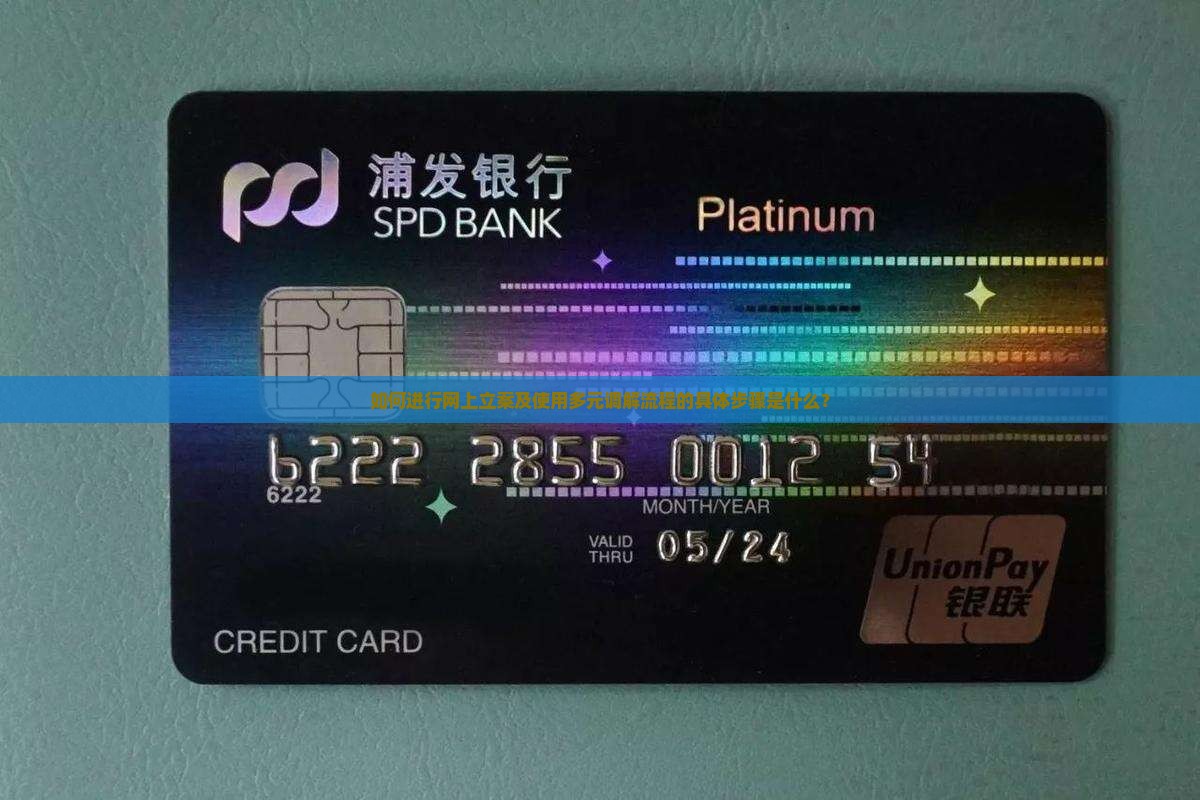 浦发银行
SPD BANK
Platinum
如何进行网上立案及使用多元调解流程的具体步骤是什么?
6222 2855 0012 54
6222
MONTH/YEAR
VALID
THRU
05/24
UnionPay
银联
CREDIT CARD